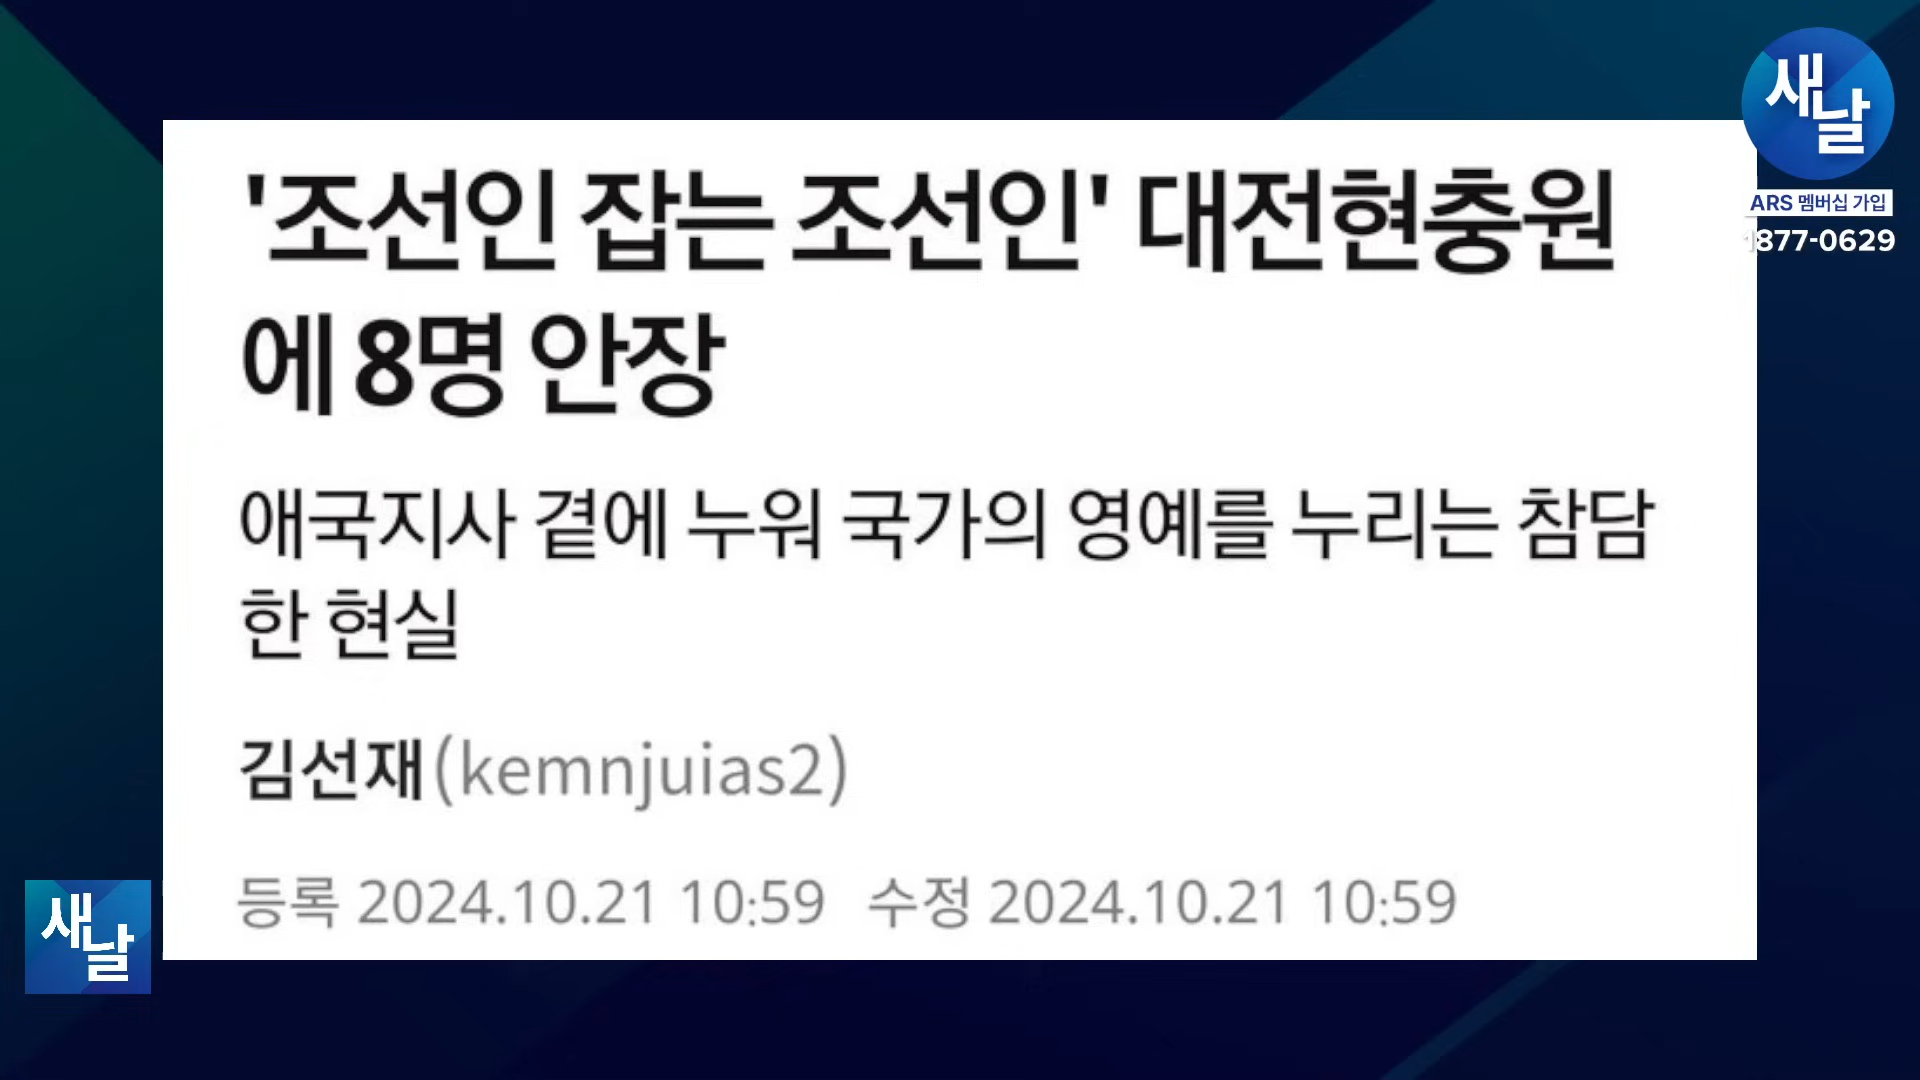 새날
ARS 멤버십 가입
1877-0629
'조선인 잡는 조선인' 대전현충원
에 8명 안장
애국지사 곁에 누워 국가의 영예를 누리는 참담
한 현실
김선재(kemnjuias2)
등록 2024.10.21 10:59 수정 2024.10.21 10:59
새날